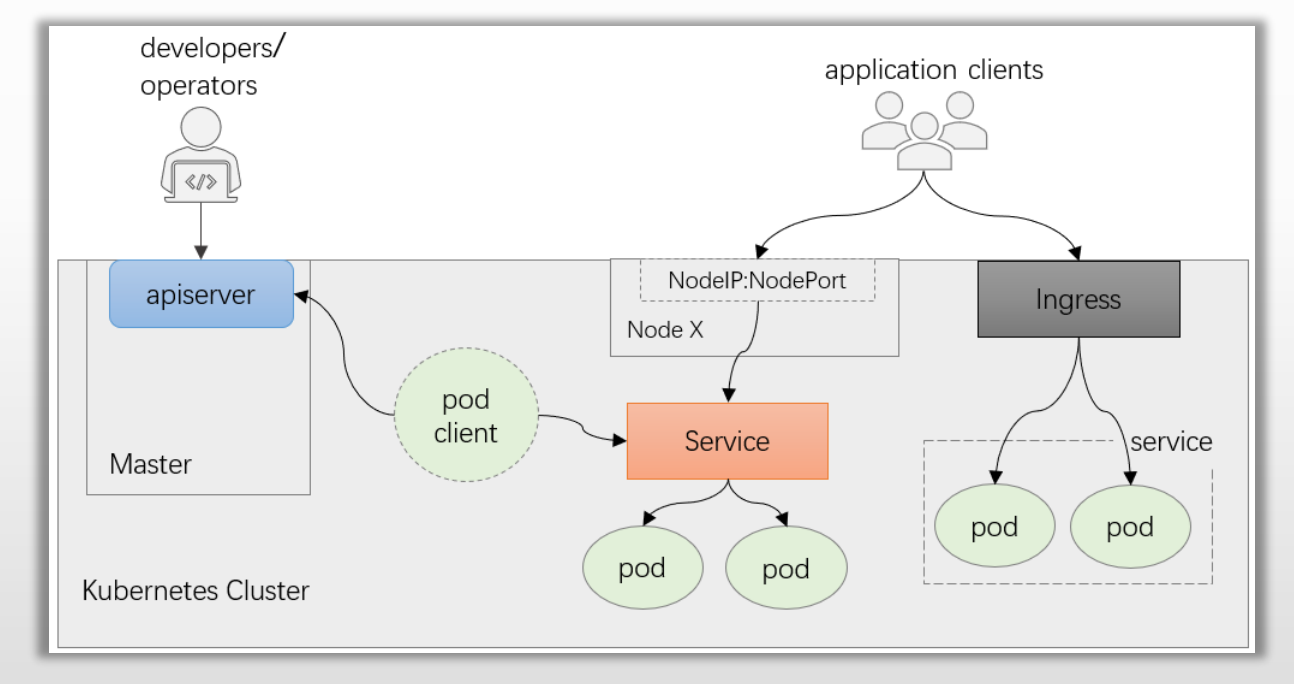 developers/
operators
application clients
</>
apiserver
NodeIP:NodePort
Ingress
Node X
pod
client
Service
service
Master
pod
pod
pod
pod
Kubernetes Cluster